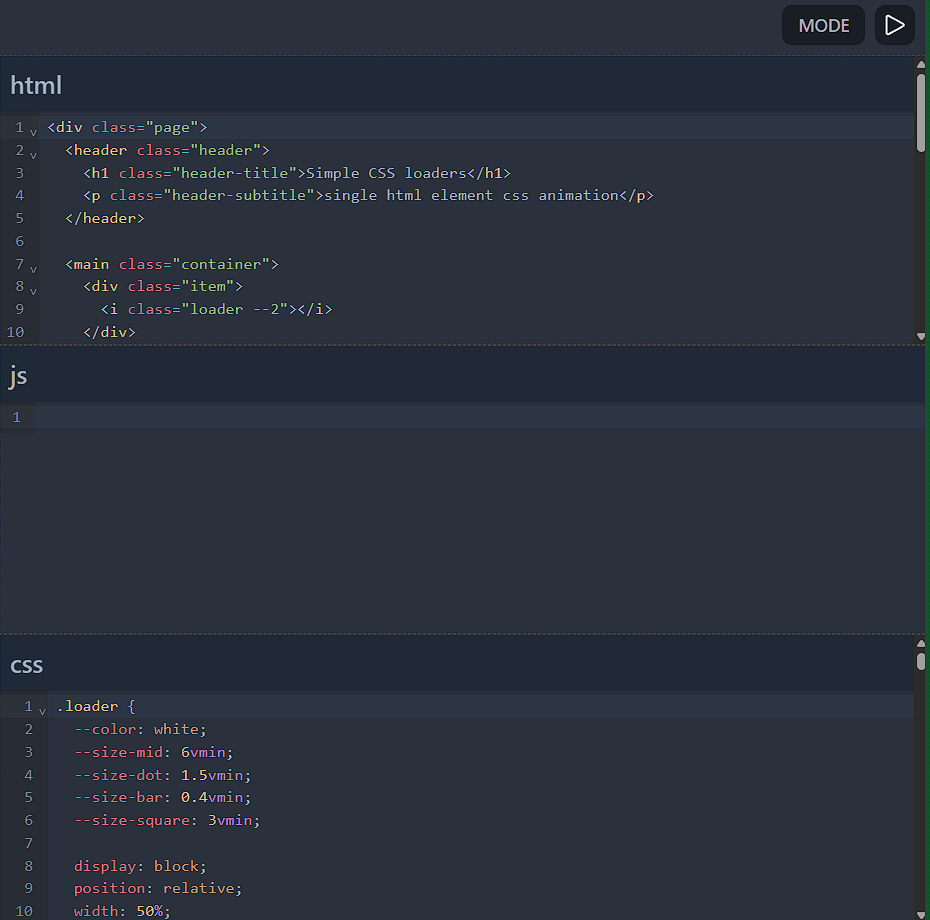 MODE
html
1 <div class="page">
2 <header class="header">
3 <h1 class="header-title">Simple CSS loaders</h1>
4 <p class="header-subtitle">single html element css animation</p>
5 </header>
6
7 <main class="container">
8 <div class="item">
9 <i class="loader --2"></i>
10 </div>
js
1
css
1 .loader {
2 --color: white;
3 --size-mid: 6vmin;
4 --size-dot: 1.5vmin;
5 --size-bar: 0.4vmin;
6 --size-square: 3vmin;
7
8 display: block;
9 position: relative;
10 width: 50%;